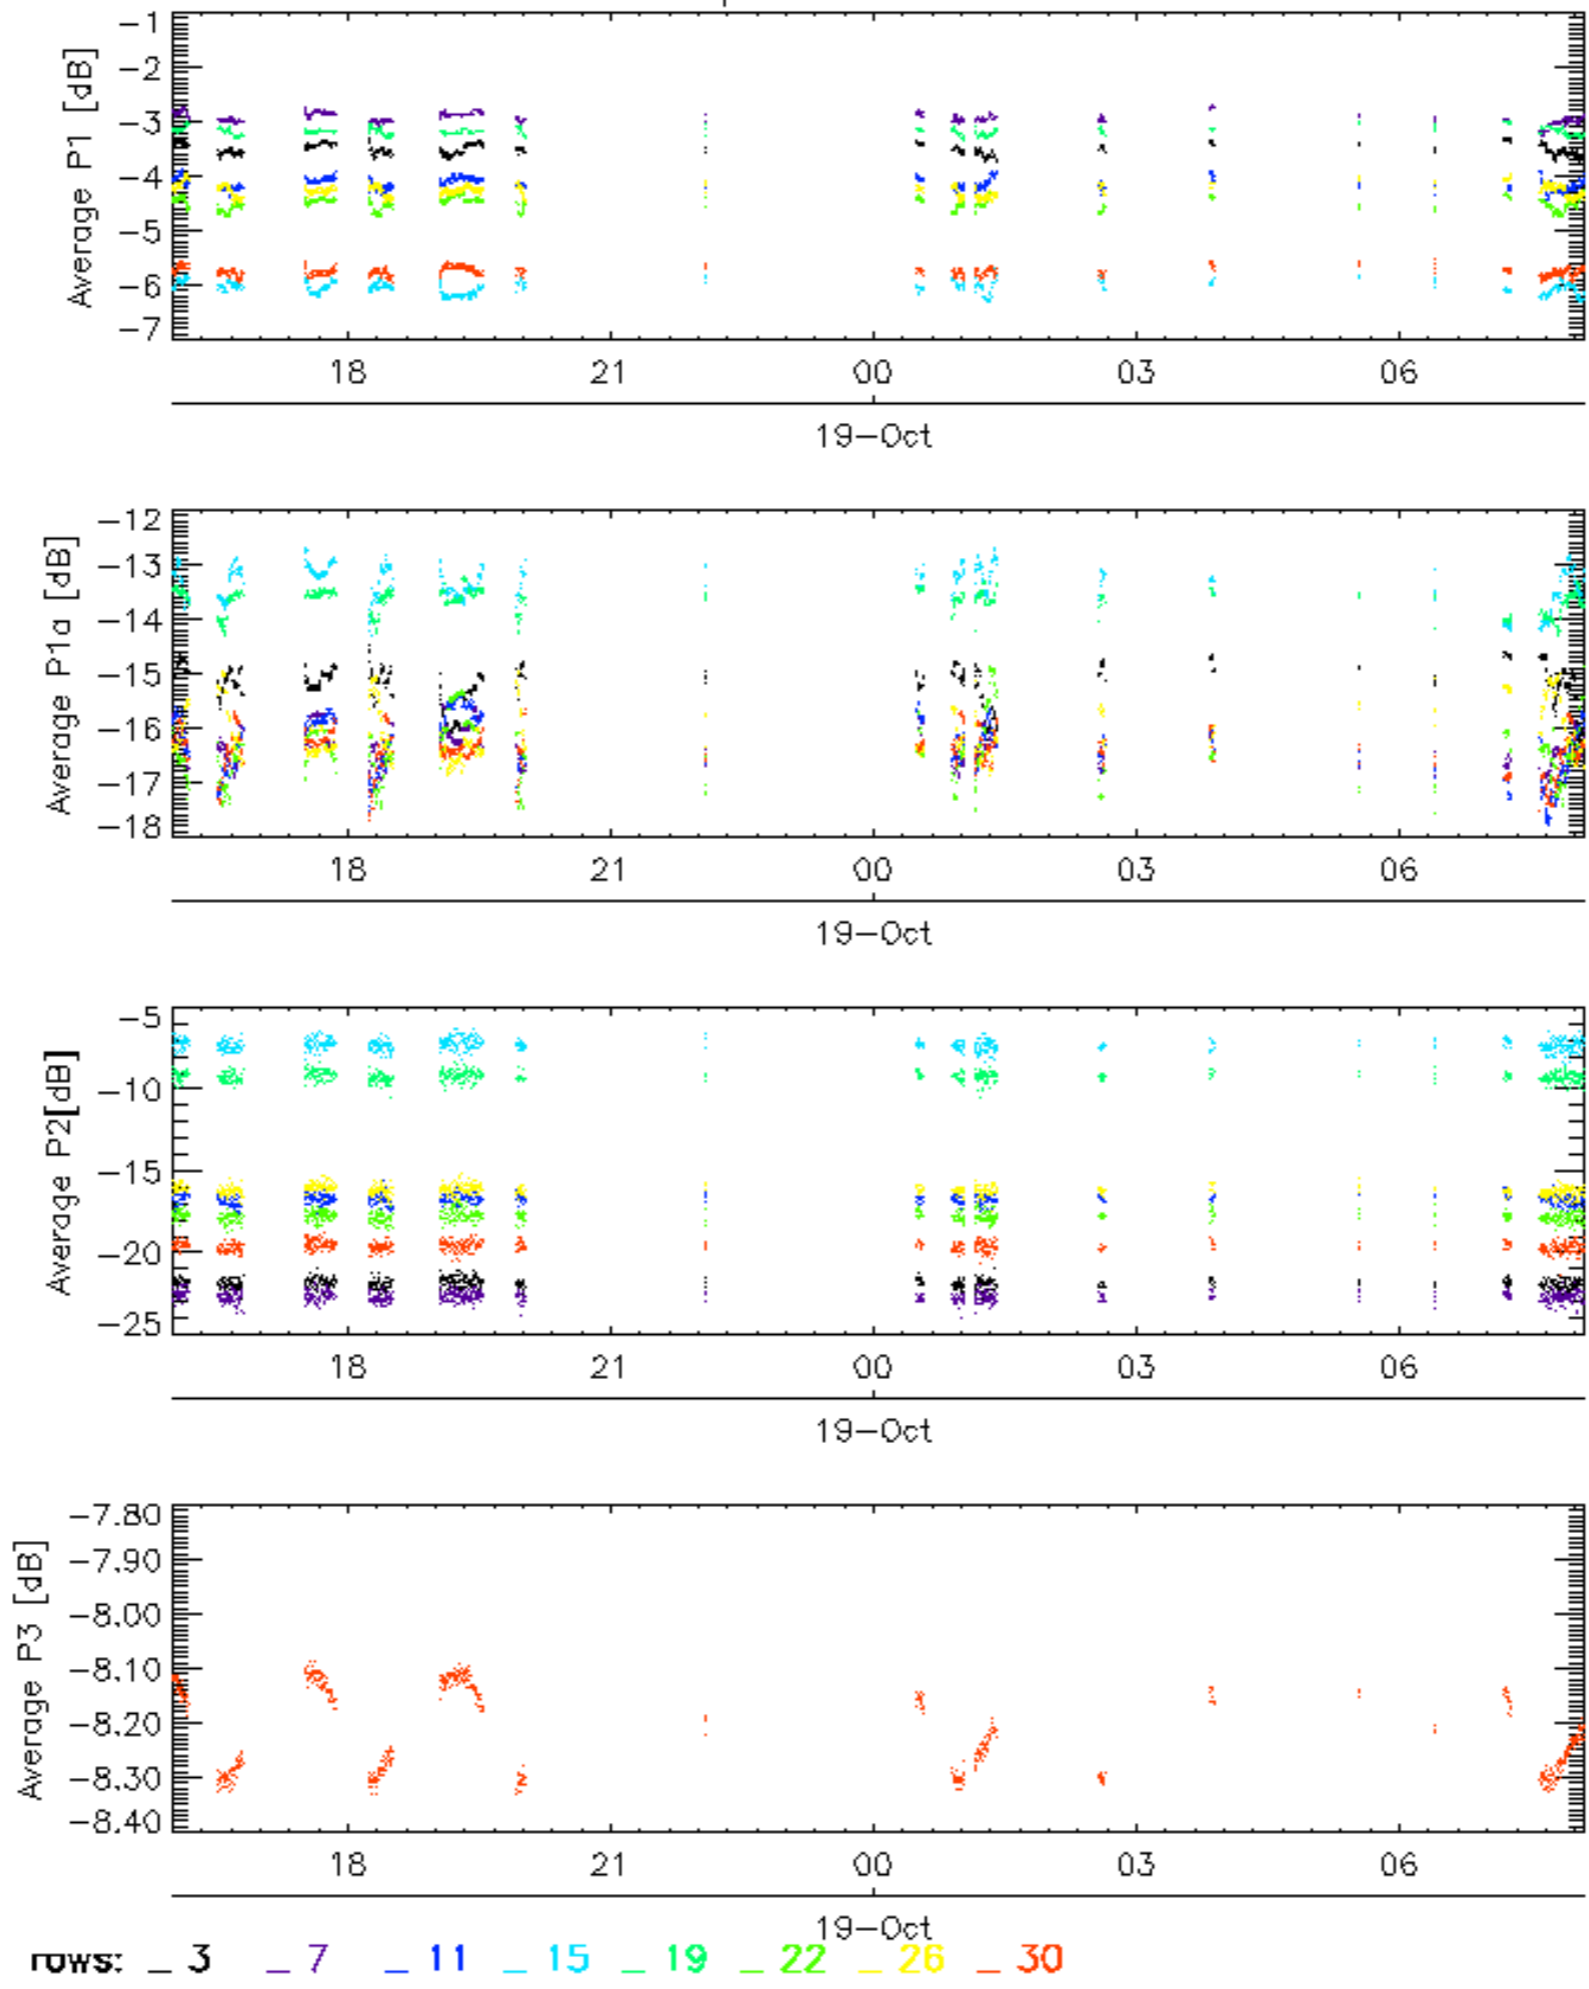 Average P1 [dB]
-1
-2
-3
-4
-5
-6
-7
18 21 00 03 06
19-Oct
Average P1a [dB]
-12
-13
-14
-15
-16
-17
-18
18 21 00 03 06
19-Oct
Average P2[dB]
-5
-10
-15
-20
-25
18 21 00 03 06
19-Oct
Average P3 [dB]
-7.80
-7.90
-8.00
-8.10
-8.20
-8.30
-8.40
18 21 00 03 06
19-Oct
rows: _ 3 _ 7 _ 11 _ 15 _ 19 _ 22 _ 26 _ 30